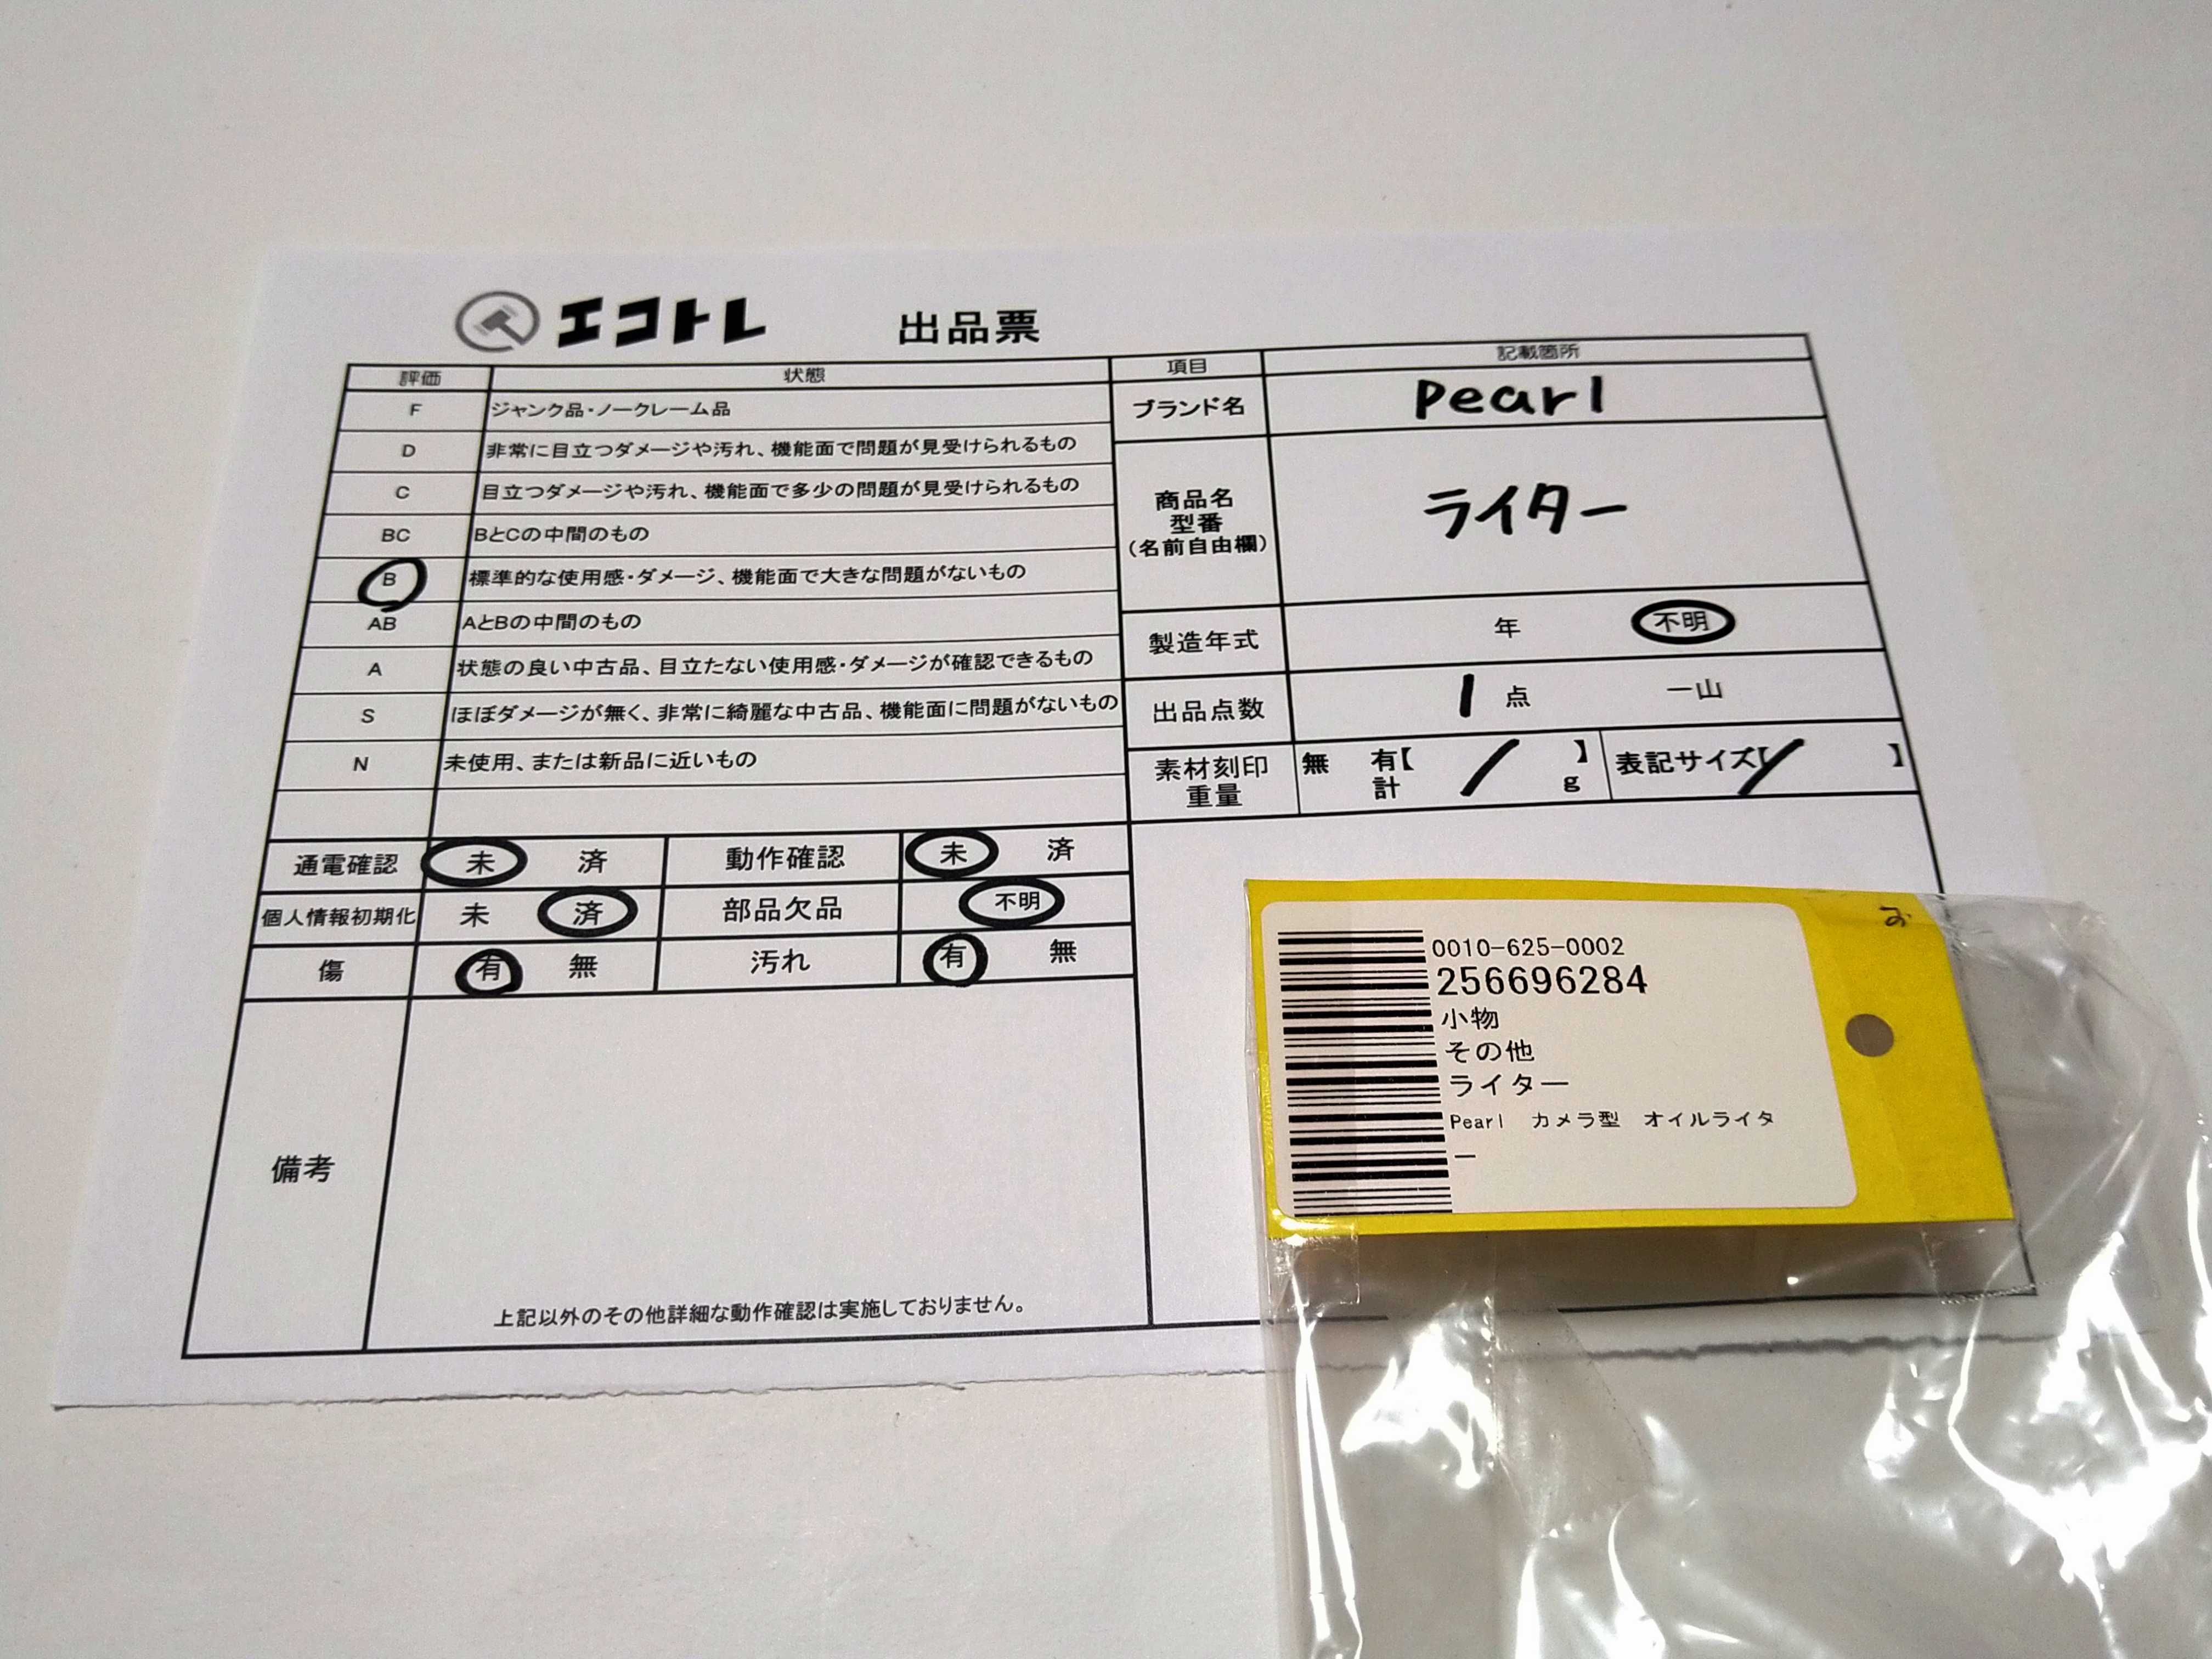 エコトレ 出品票
評価 状態
F ジャンク品・ノークレーム品
D 非常に目立つダメージや汚れ、機能面で問題が見受けられるもの
C 目立つダメージや汚れ、機能面で多少の問題が見受けられるもの
BC BとCの中間のもの
B 標準的な使用感・ダメージ、機能面で大きな問題がないもの
AB AとBの中間のもの
A 状態の良い中古品、目立たない使用感・ダメージが確認できるもの
S ほぼダメージが無く、非常に綺麗な中古品、機能面に問題がないもの
N 未使用、または新品に近いもの
項目 記載箇所
ブランド名 pearl
商品名
型番
(名前自由欄)
ライター
製造年式 年 不明
出品点数 1 点 一山
素材刻印 無 有【 / 】 表記サイズ【 / 】
重量 計 g
通電確認 未 済 動作確認 未 済
個人情報初期化 未 済 部品欠品 不明
傷 有 無 汚れ 有 無
備考
上記以外のその他詳細な動作確認は実施しておりません。
お
0010-625-0002
256696284
小物
その他
ライター
Pearl カメラ型 オイルライタ
ー